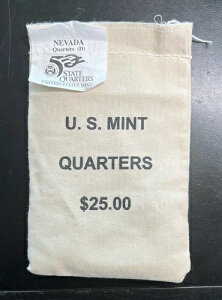 NEVADA
Quarters (D)
50
STATE
QUARTERS
UNITED STATES MINT
U. S. MINT
QUARTERS
$25.00